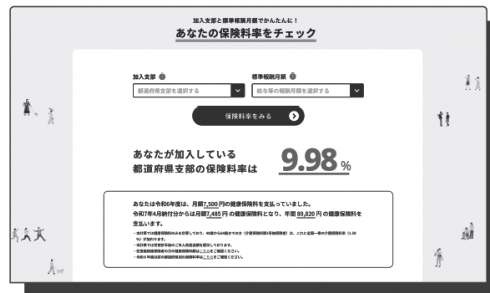 加入支部と標準報酬月額でかんたんに！
あなたの保険料率をチェック
加入支部
標準報酬月額
都道府県支部を選択する
給与等の報酬月額を選択する
保険料率をみる
あなたが加入している
都道府県支部の保険料率は
9.98%
あなたは令和6年度は、月額7,500円の健康保険料を支払っていました。
令和7年4月納付分からは月額7,485円の健康保険料となり、年間89,820円の健康保険料を
支払います。